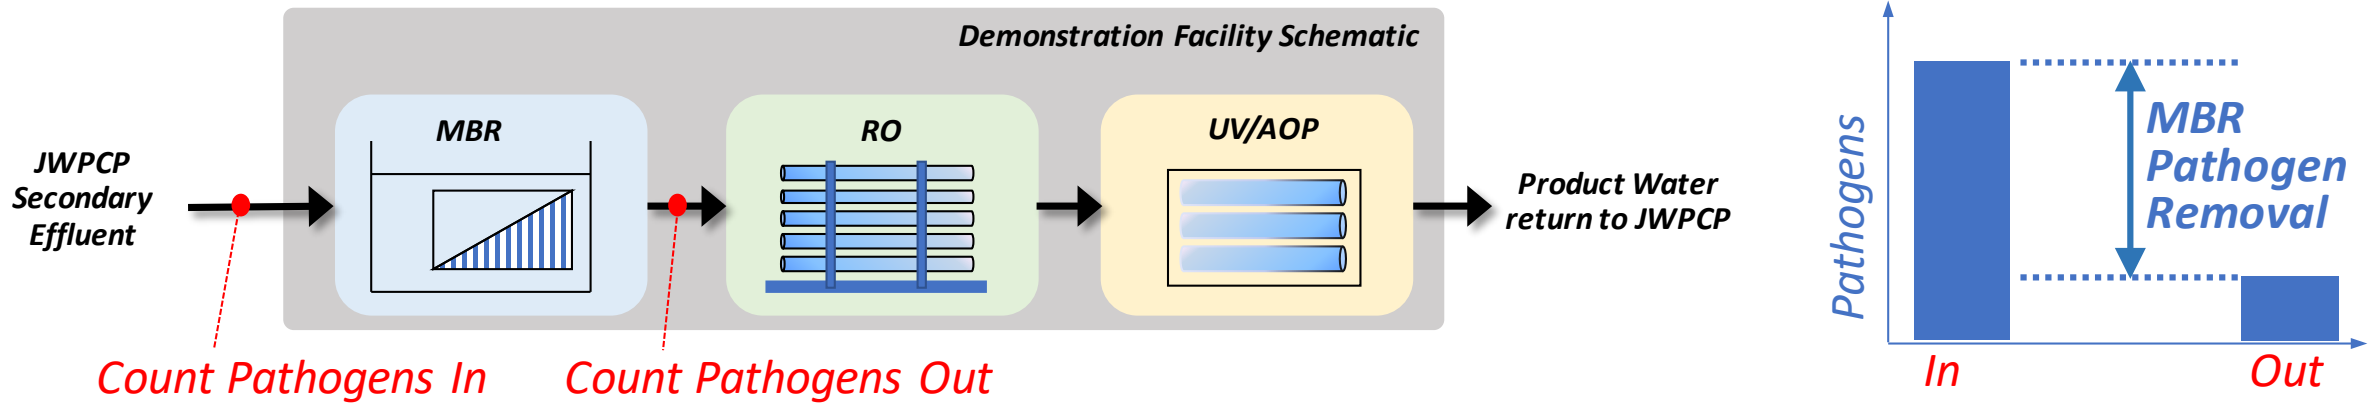 Demonstration Facility Schematic
JWPCP
Secondary
Effluent
MBR
RO
UV/AOP
Product Water
return to JWPCP
Count Pathogens In
Count Pathogens Out
Pathogens
MBR
Pathogen
Removal
In
Out